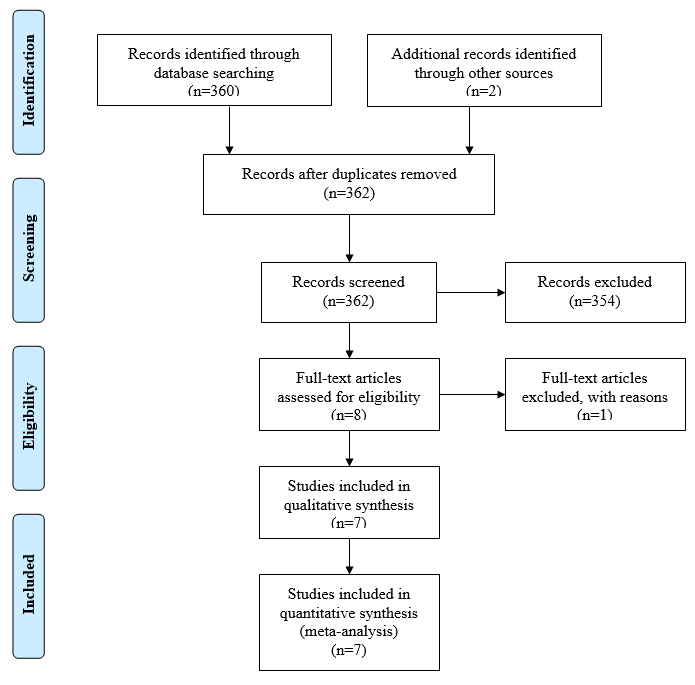 Identification
Records identified through
database searching
(n=360)
Additional records identified
through other sources
(n=2)
Records after duplicates removed
(n=362)
Screening
Records screened
(n=362)
Records excluded
(n=354)
Eligibility
Full-text articles
assessed for eligibility
(n=8)
Full-text articles
excluded, with reasons
(n=1)
Studies included in
qualitative synthesis
(n=7)
Included
Studies included in
quantitative synthesis
(meta-analysis)
(n=7)